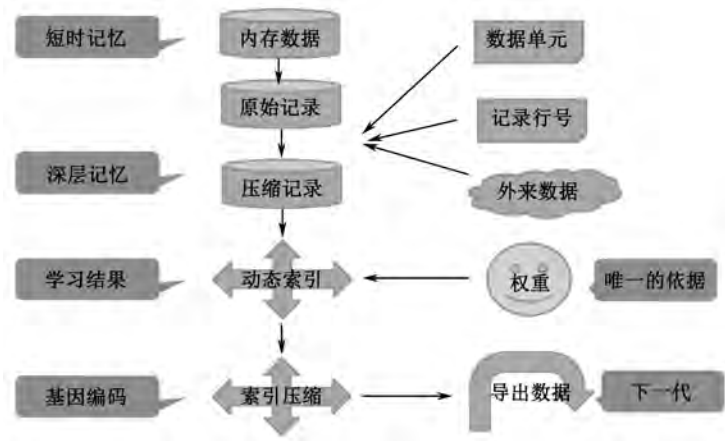 短时记忆
内存数据
数据单元
原始记录
记录行号
深层记忆
压缩记录
外来数据
学习结果
动态索引
权重
唯一的依据
基因编码
索引压缩
导出数据
下一代